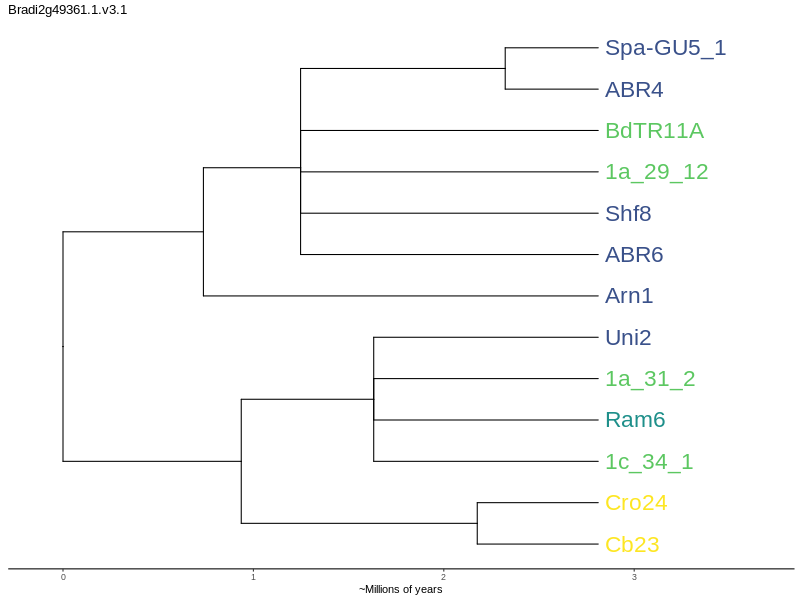 Bradi2g49361.1.v3.1
Spa-GU5_1
ABR4
BdTR11A
1a_29_12
Shf8
ABR6
Arn1
Uni2
1a_31_2
Ram6
1c_34_1
Cro24
Cb23
0 1 2 3
~Millions of years